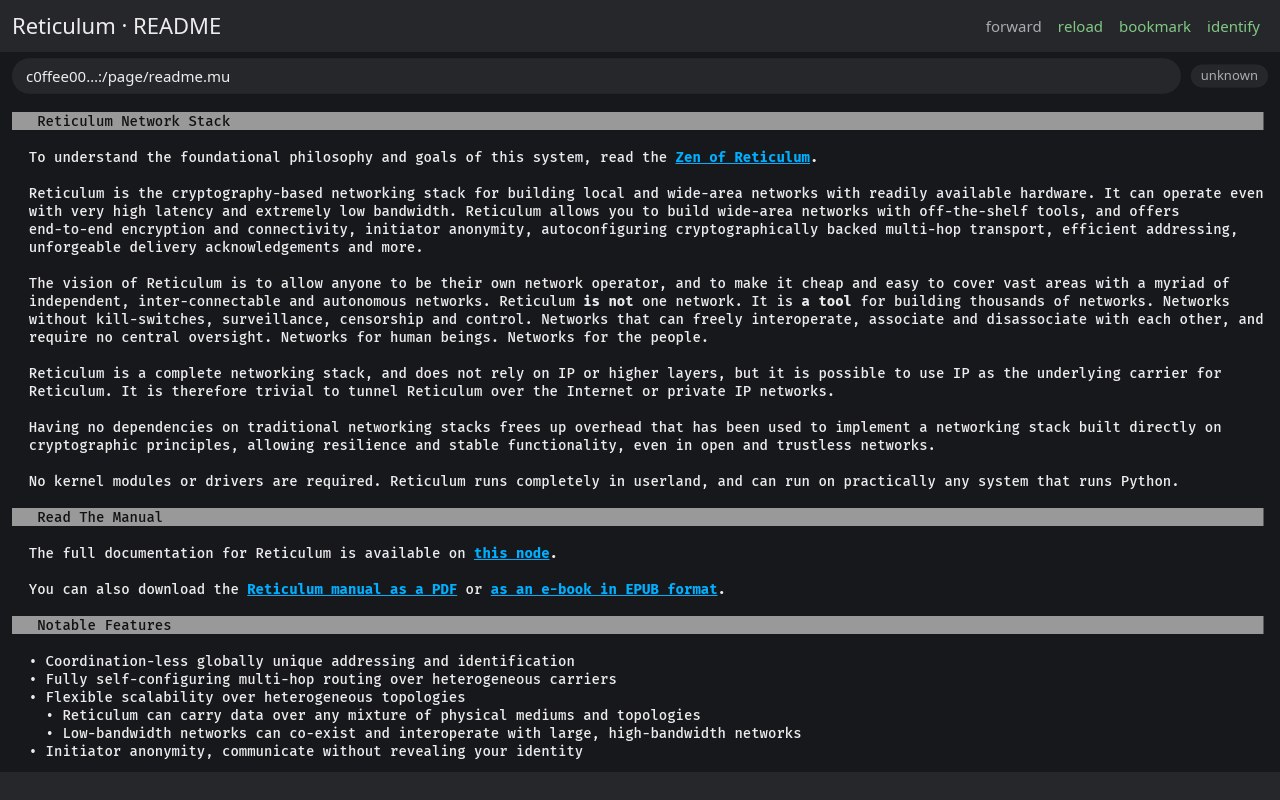 Reticulum · README
forward reload bookmark identify
c0ffee00...:/page/readme.mu
unknown
Reticulum Network Stack
To understand the foundational philosophy and goals of this system, read the Zen of Reticulum.
Reticulum is the cryptography-based networking stack for building local and wide-area networks with readily available hardware. It can operate even
with very high latency and extremely low bandwidth. Reticulum allows you to build wide-area networks with off-the-shelf tools, and offers
end-to-end encryption and connectivity, initiator anonymity, autoconfiguring cryptographically backed multi-hop transport, efficient addressing,
unforgeable delivery acknowledgements and more.
The vision of Reticulum is to allow anyone to be their own network operator, and to make it cheap and easy to cover vast areas with a myriad of
independent, inter-connectable and autonomous networks. Reticulum is not one network. It is a tool for building thousands of networks. Networks
without kill-switches, surveillance, censorship and control. Networks that can freely interoperate, associate and disassociate with each other, and
require no central oversight. Networks for human beings. Networks for the people.
Reticulum is a complete networking stack, and does not rely on IP or higher layers, but it is possible to use IP as the underlying carrier for
Reticulum. It is therefore trivial to tunnel Reticulum over the Internet or private IP networks.
Having no dependencies on traditional networking stacks frees up overhead that has been used to implement a networking stack built directly on
cryptographic principles, allowing resilience and stable functionality, even in open and trustless networks.
No kernel modules or drivers are required. Reticulum runs completely in userland, and can run on practically any system that runs Python.
Read The Manual
The full documentation for Reticulum is available on this node.
You can also download the Reticulum manual as a PDF or as an e-book in EPUB format.
Notable Features
• Coordination-less globally unique addressing and identification
• Fully self-configuring multi-hop routing over heterogeneous carriers
• Flexible scalability over heterogeneous topologies
• Reticulum can carry data over any mixture of physical mediums and topologies
• Low-bandwidth networks can co-exist and interoperate with large, high-bandwidth networks
• Initiator anonymity, communicate without revealing your identity